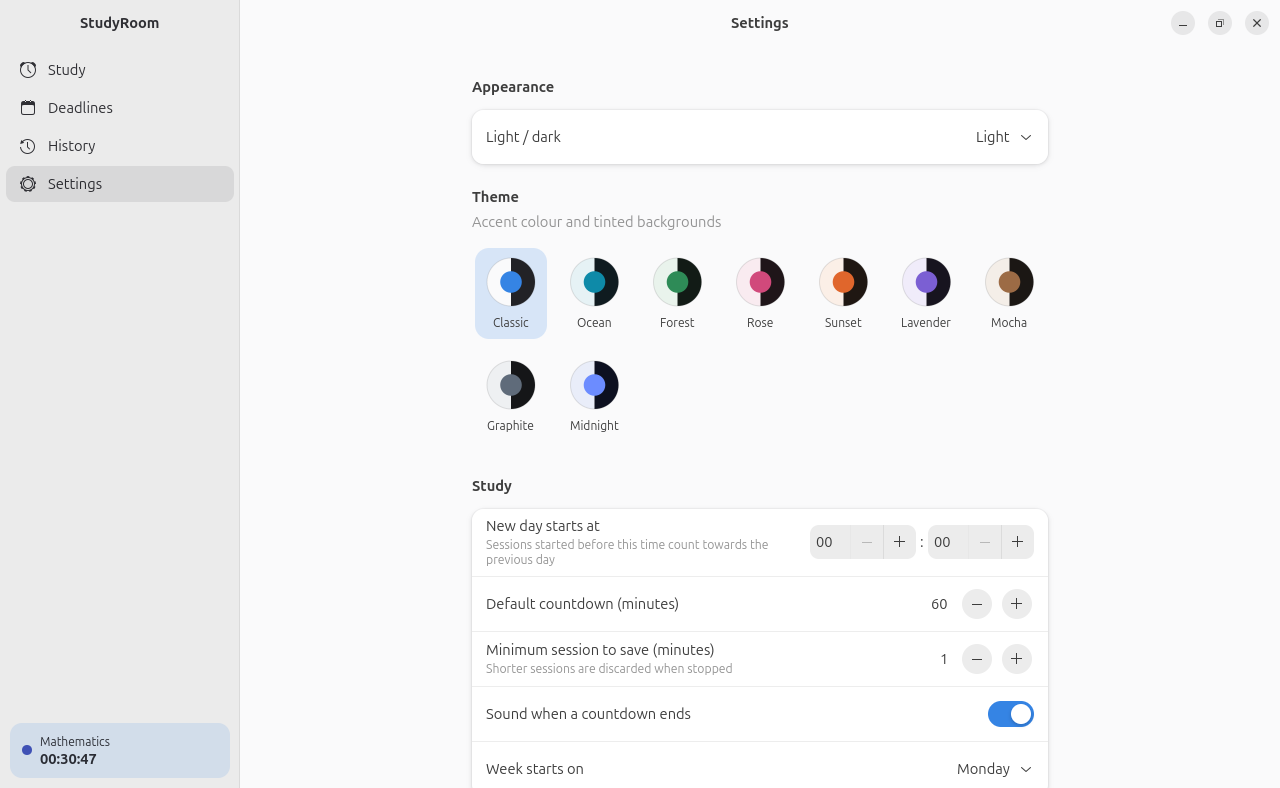 StudyRoom
Settings
Study
Deadlines
History
Settings
Appearance
Light / dark
Light
Theme
Accent colour and tinted backgrounds
Classic
Ocean
Forest
Rose
Sunset
Lavender
Mocha
Graphite
Midnight
Study
New day starts at
Sessions started before this time count towards the
previous day
00 − + : 00 − +
Default countdown (minutes)
60 − +
Minimum session to save (minutes)
Shorter sessions are discarded when stopped
1 − +
Sound when a countdown ends
Week starts on
Monday
Mathematics
00:30:47